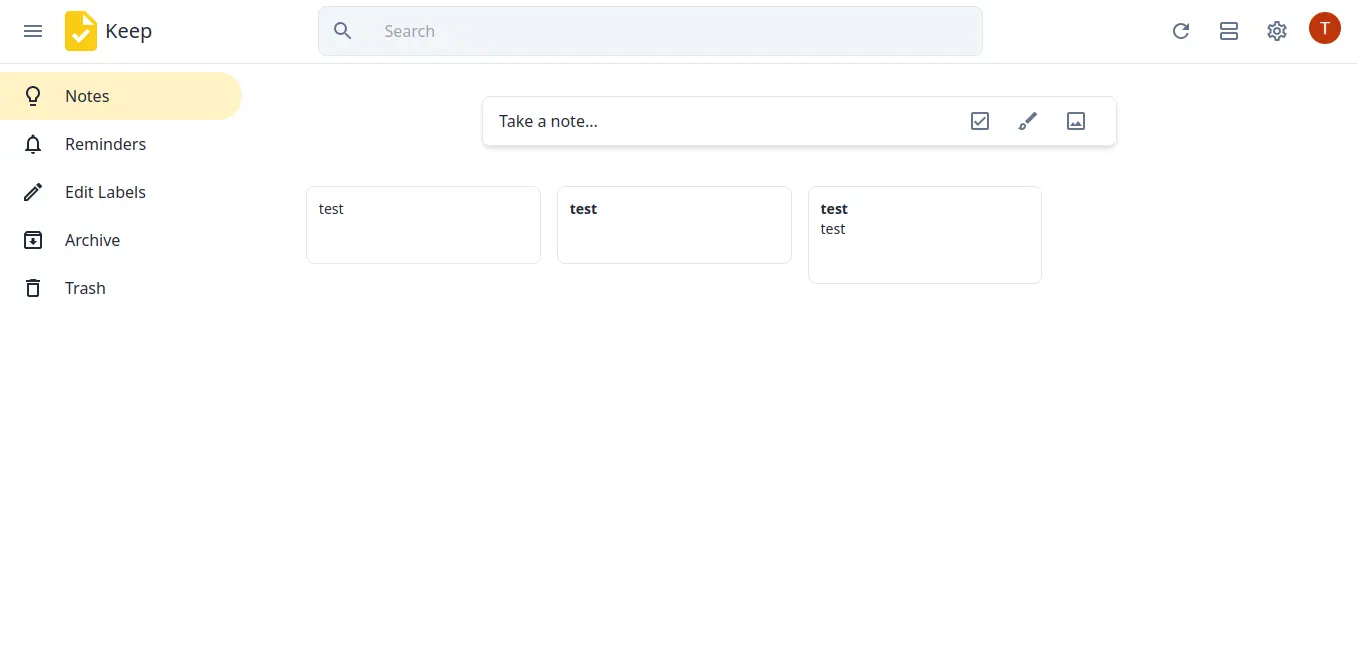 Keep
Search
T
Notes
Reminders
Edit Labels
Archive
Trash
Take a note...
test
test
test
test